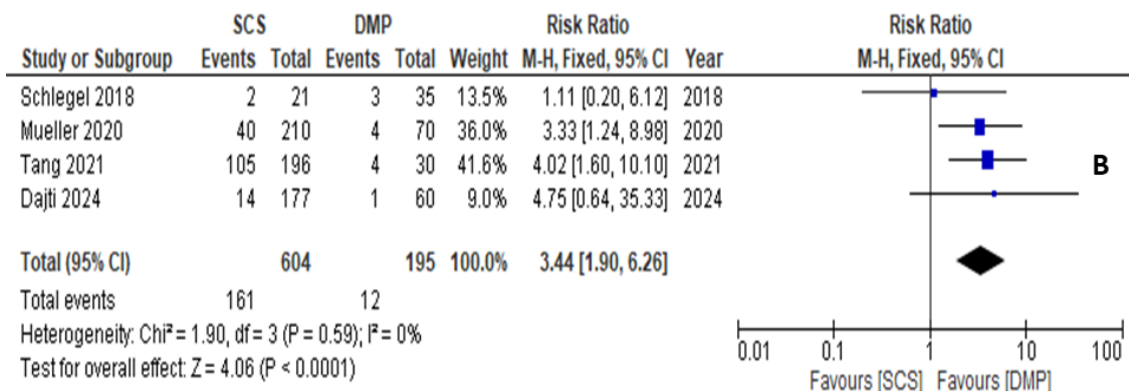 SCS DMP Risk Ratio Risk Ratio
Study or Subgroup Events Total Events Total Weight M-H, Fixed, 95% CI Year M-H, Fixed, 95% CI
Schlegel 2018 2 21 3 35 13.5% 1.11 [0.20, 6.12] 2018
Mueller 2020 40 210 4 70 36.0% 3.33 [1.24, 8.98] 2020
Tang 2021 105 196 4 30 41.6% 4.02 [1.60, 10.10] 2021
B
Dajti 2024 14 177 1 60 9.0% 4.75 [0.64, 35.33] 2024
Total (95% CI) 604 195 100.0% 3.44 [1.90, 6.26]
Total events 161 12
Heterogeneity: Chi² = 1.90, df = 3 (P = 0.59); I² = 0%
Test for overall effect: Z = 4.06 (P < 0.0001)
0.01 0.1 1 10 100
Favours [SCS] Favours [DMP]